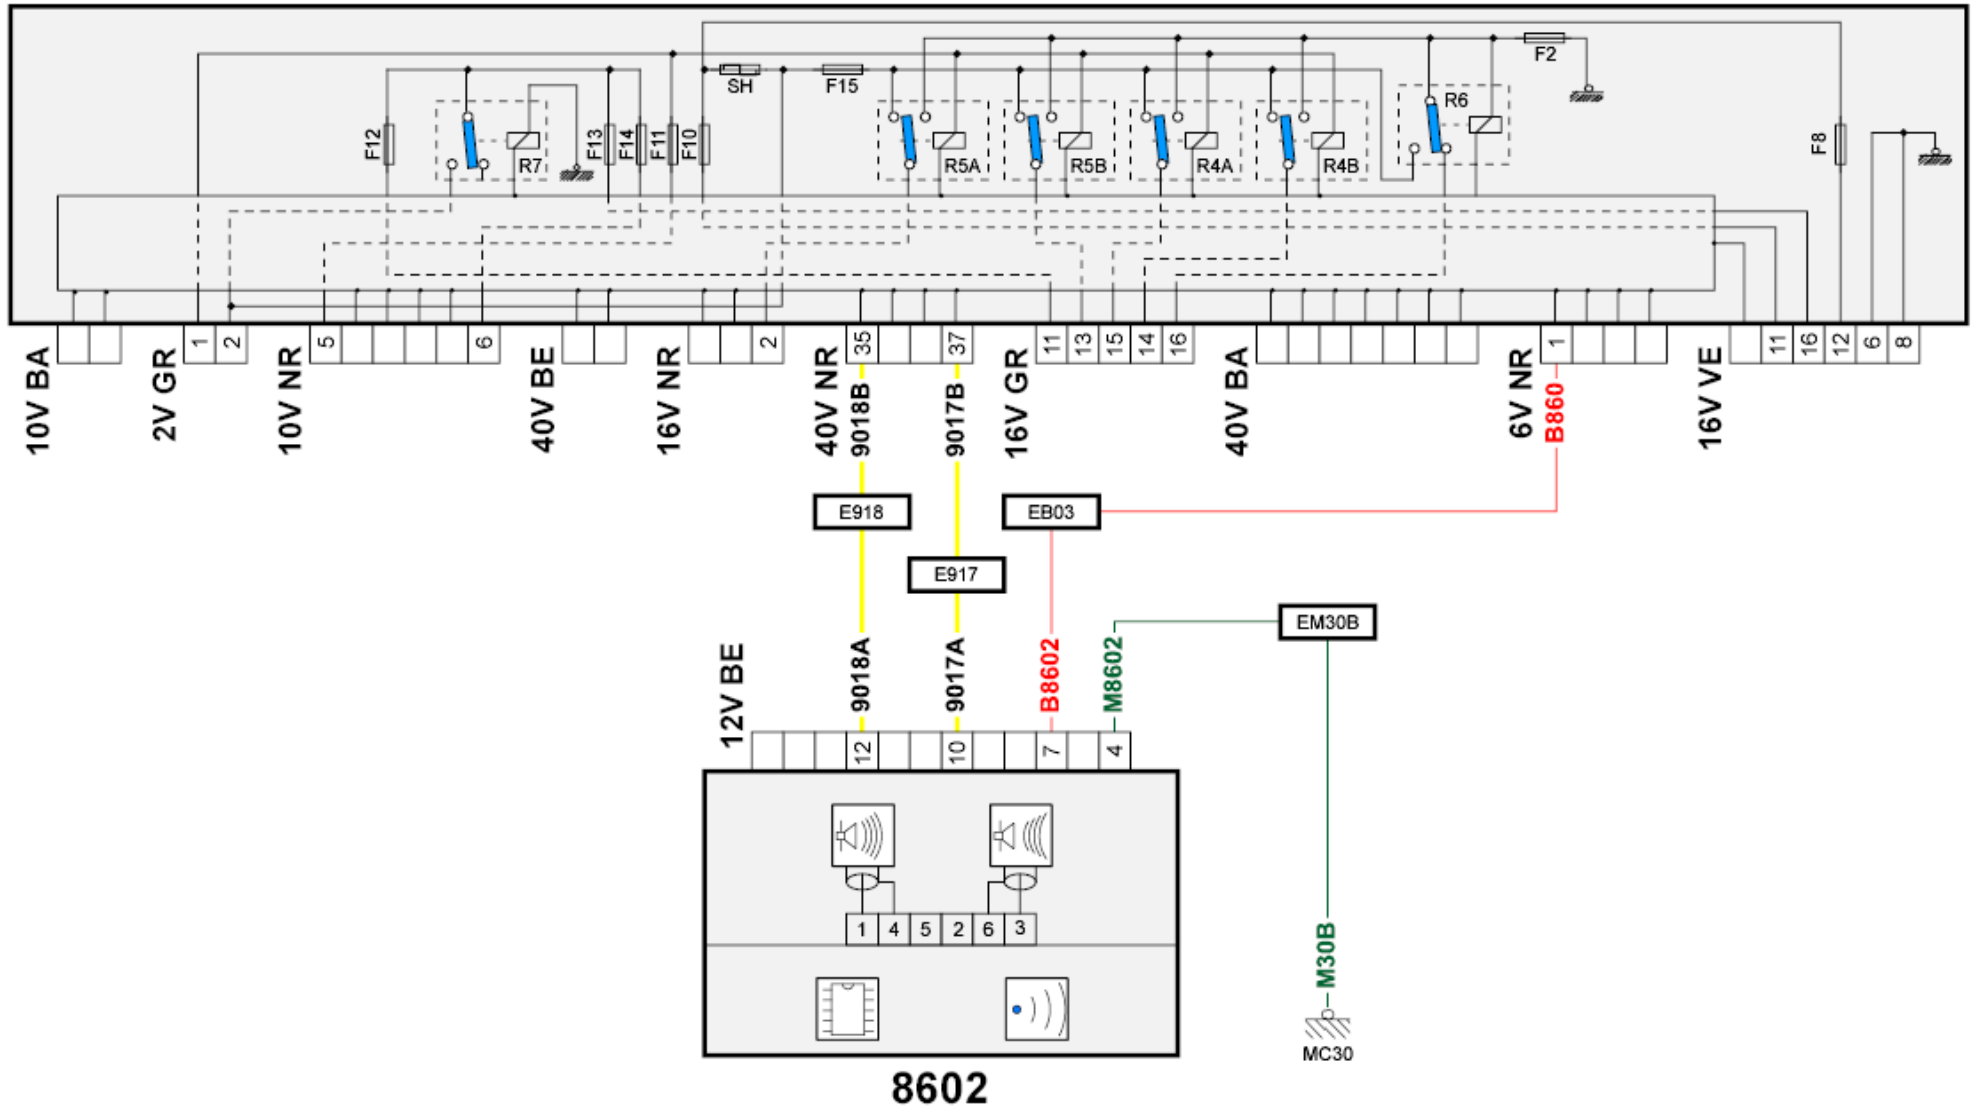 F2
SH
F15
R6
F12
R7
F13
F14
F11
F10
R5A
R5B
R4A
R4B
F8
10V BA
2V GR
1
2
10V NR
5
6
40V BE
16V NR
2
40V NR
35
37
16V GR
11
13
15
14
16
40V BA
6V NR
1
16V VE
11
16
12
6
8
9018B
9017B
B860
E918
EB03
E917
EM30B
12V BE
9018A
9017A
B8602
M8602
12
10
7
4
1
4
5
2
6
3
M30B
MC30
8602